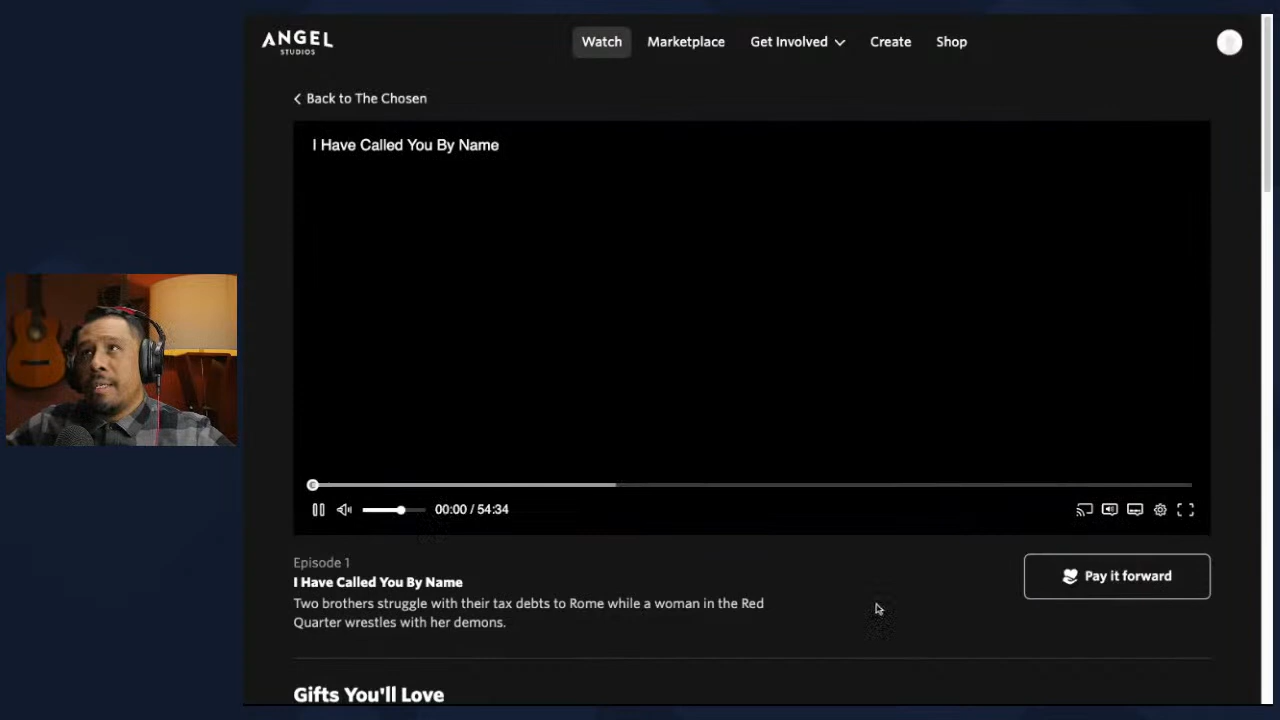 ANGEL
STUDIOS
Watch
Marketplace
Get Involved
Create
Shop
Back to The Chosen
I Have Called You By Name
00:00 / 54:34
Episode 1
I Have Called You By Name
Pay it forward
Two brothers struggle with their tax debts to Rome while a woman in the Red
Quarter wrestles with her demons.
Gifts You'll Love